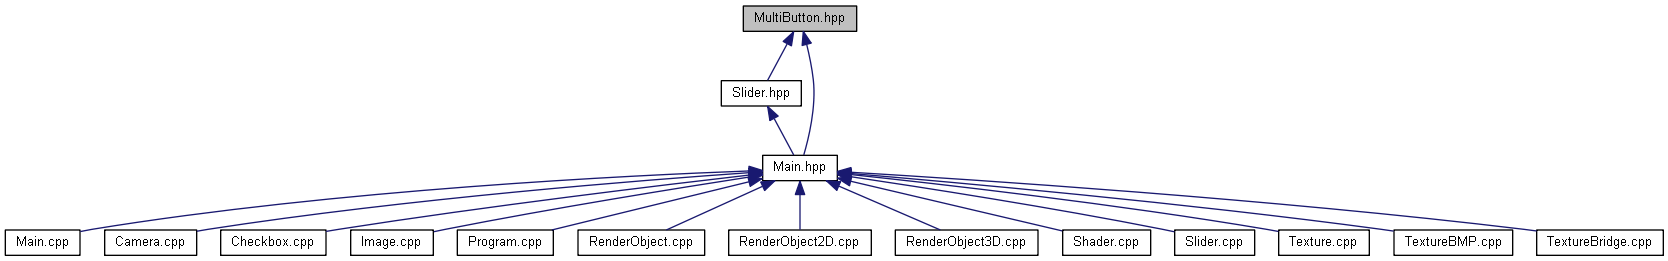 MultiButton.hpp
Slider.hpp
Main.hpp
Main.cpp
Camera.cpp
Checkbox.cpp
Image.cpp
Program.cpp
RenderObject.cpp
RenderObject2D.cpp
RenderObject3D.cpp
Shader.cpp
Slider.cpp
Texture.cpp
TextureBMP.cpp
TextureBridge.cpp